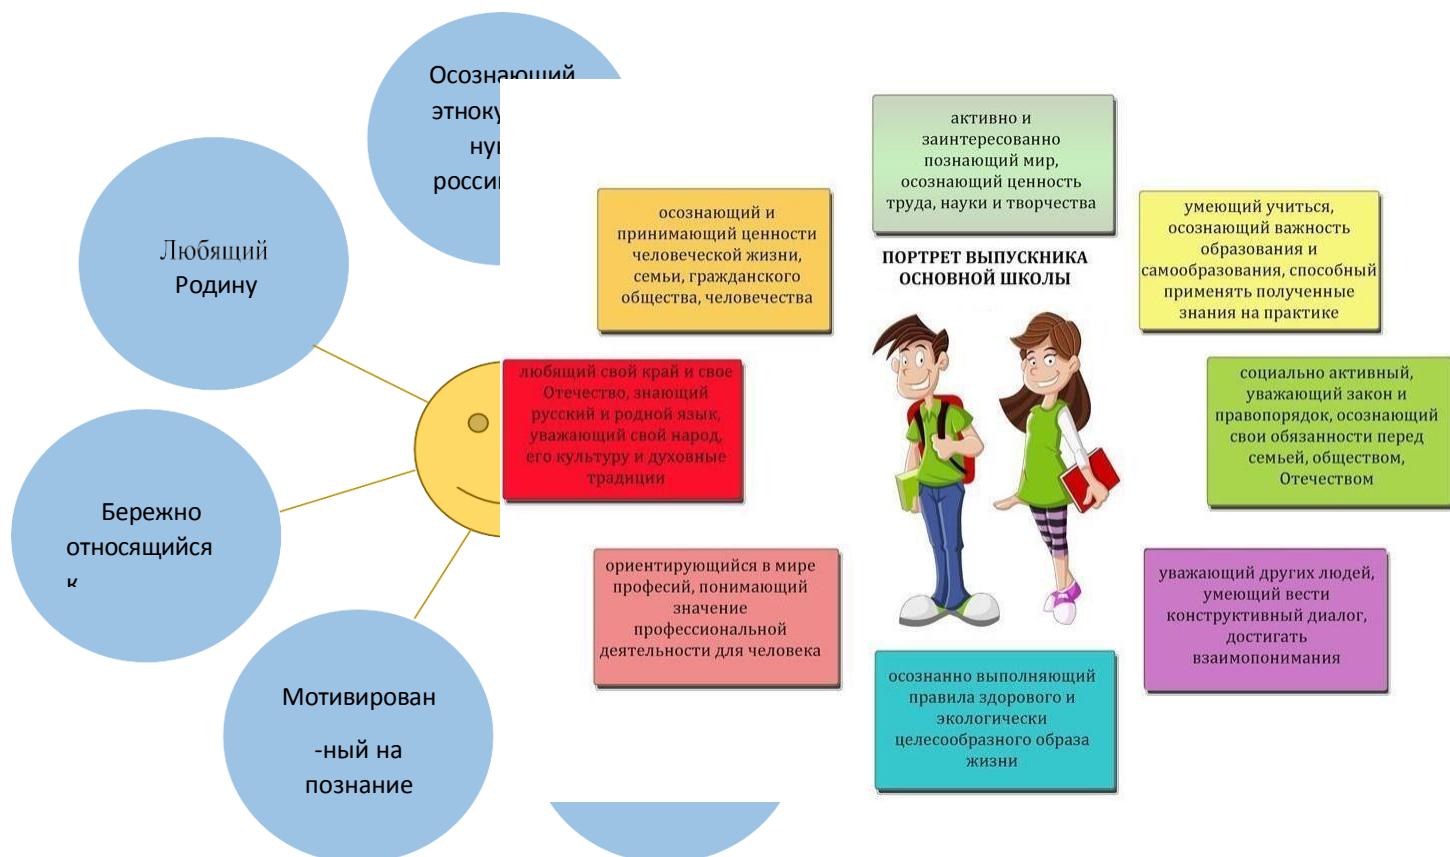 Осознающий
этноку
ну
росси
Любящий
Родину
Бережно
относящийся
к
Мотивирован
-ный на
познание
активно и
заинтересованно
познающий мир,
осознающий ценность
труда, науки и творчества
осознающий и
принимающий ценности
человеческой жизни,
семьи, гражданского
общества, человечества
ПОРТРЕТ ВЫПУСКНИКА
ОСНОВНОЙ ШКОЛЫ
умеющий учиться,
осознающий важность
образования и
самообразования, способный
применять полученные
знания на практике
любящий свой край и свое
Отечество, знающий
русский и родной язык,
уважающий свой народ,
его культуру и духовные
традиции
социально активный,
уважающий закон и
правопорядок, осознающий
свои обязанности перед
семьей, обществом,
Отечеством
ориентирующийся в мире
професий, понимающий
значение
профессиональной
деятельности для человека
уважающий других людей,
умеющий вести
конструктивный диалог,
достигать
взаимопонимания
осознанно выполняющий
правила здорового и
экологически
целесообразного образа
жизни